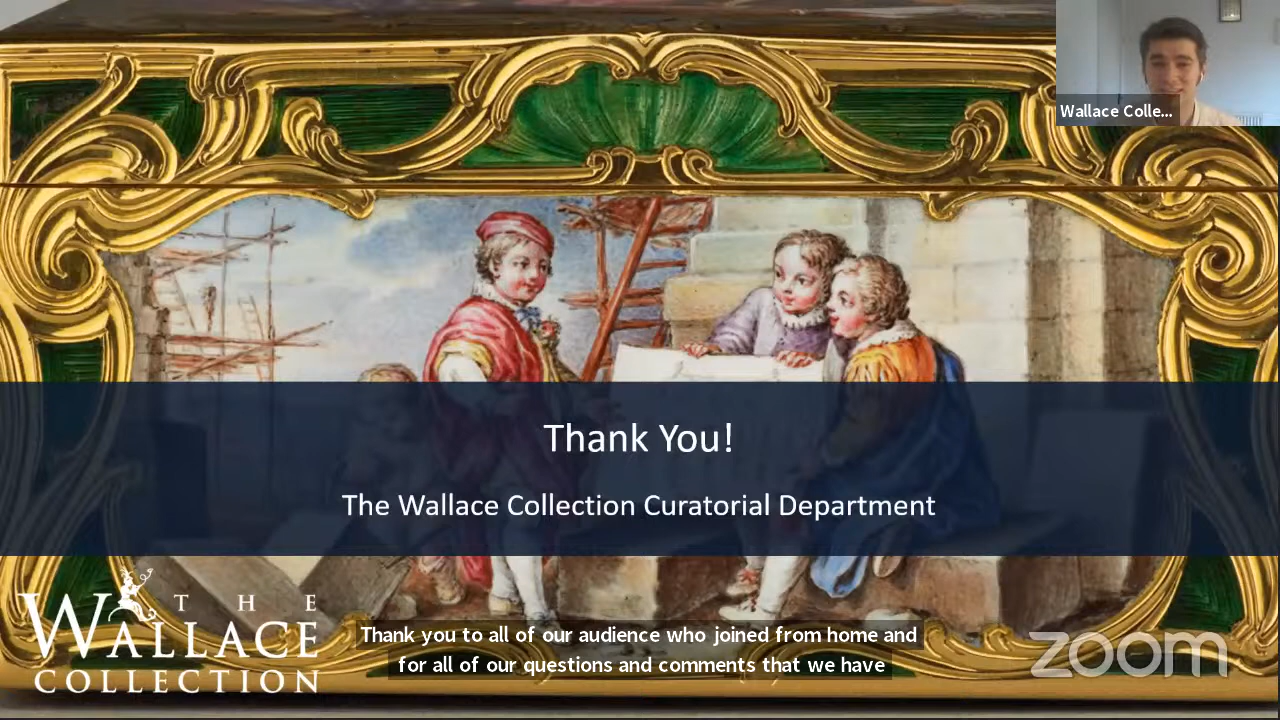 Wallace Colle...
Thank You!
The Wallace Collection Curatorial Department
THE
WALLACE
COLLECTION
Thank you to all of our audience who joined from home and
for all of our questions and comments that we have
zoom